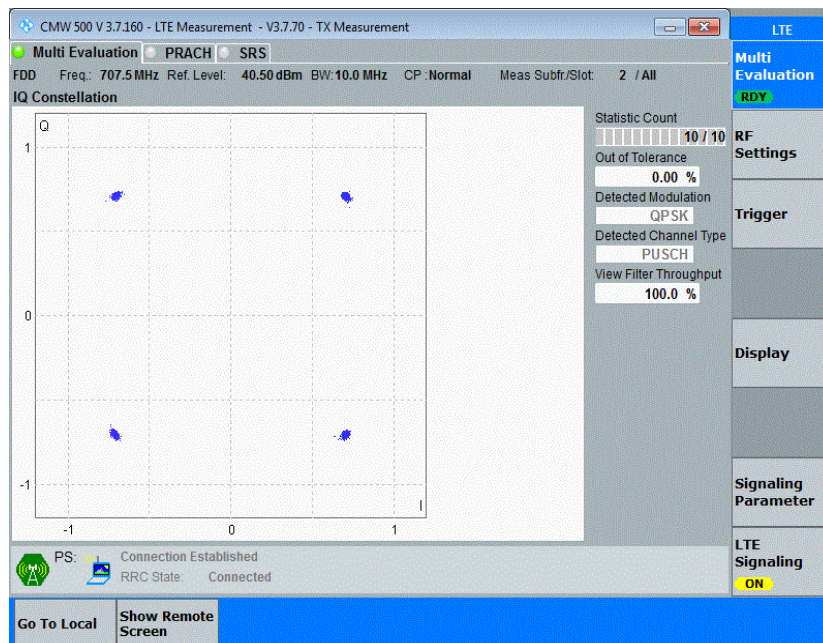 CMW 500 V 3.7.160 - LTE Measurement - V3.7.70 - TX Measurement
LTE
Multi Evaluation PRACH SRS
FDD Freq.: 707.5 MHz Ref. Level: 40.50 dBm BW: 10.0 MHz CP : Normal Meas Subfr./Slot: 2 / All
IQ Constellation
Q
1
0
-1
I
-1 0 1
Statistic Count
10 / 10
Out of Tolerance
0.00 %
Detected Modulation
QPSK
Detected Channel Type
PUSCH
View Filter Throughput
100.0 %
Multi
Evaluation
RDY
RF
Settings
Trigger
Display
Signaling
Parameter
LTE
Signaling
ON
PS: Connection Established
RRC State: Connected
Go To Local
Show Remote
Screen